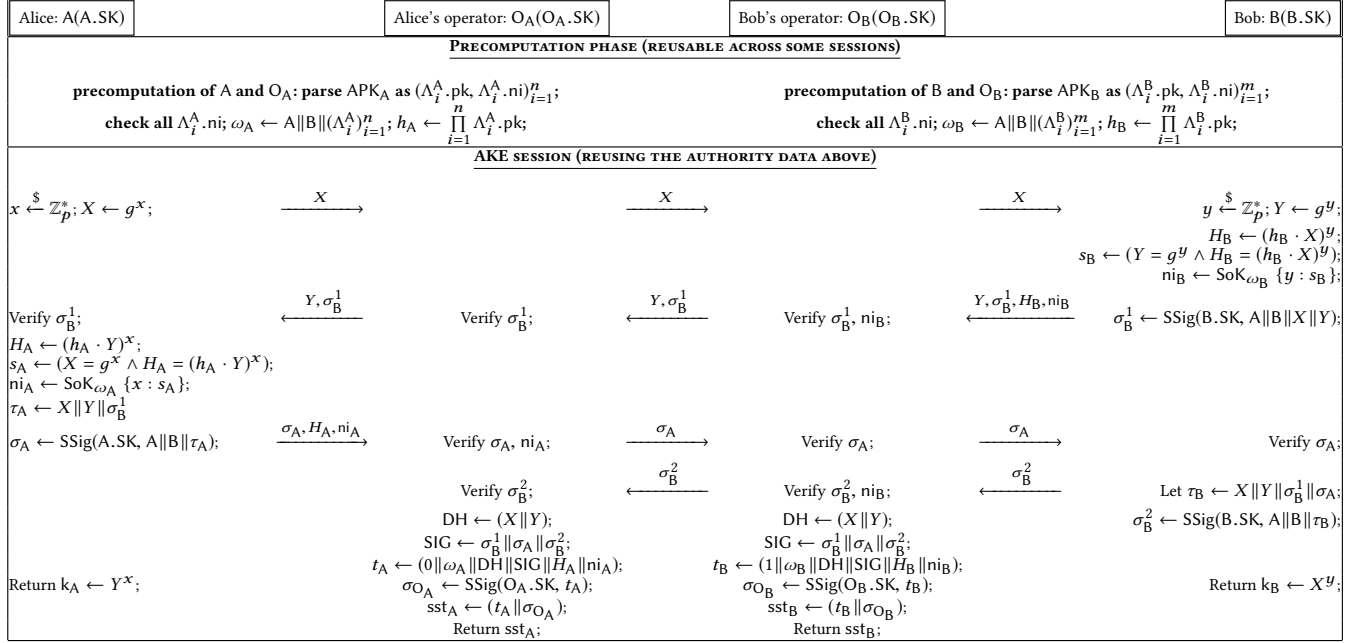 Alice: A(A.SK) Alice's operator: O_A(O_A.SK) Bob's operator: O_B(O_B.SK) Bob: B(B.SK)
Precomputation phase (reusable across some sessions)
precomputation of A and O_A: parse APK_A as (Λ_i^A.pk, Λ_i^A.ni)_{i=1}^n; precomputation of B and O_B: parse APK_B as (Λ_i^B.pk, Λ_i^B.ni)_{i=1}^m;
check all Λ_i^A.ni; ω_A ← A∥B∥(Λ_i^A)_{i=1}^n; h_A ← ∏_{i=1}^n Λ_i^A.pk; check all Λ_i^B.ni; ω_B ← A∥B∥(Λ_i^B)_{i=1}^m; h_B ← ∏_{i=1}^m Λ_i^B.pk;
AKE session (reusing the authority data above)
x ←$ ℤ_p^*; X ← g^x; X X X y ←$ ℤ_p^*; Y ← g^y;
H_B ← (h_B · X)^y;
s_B ← (Y = g^y ∧ H_B = (h_B · X)^y);
ni_B ← SoK_{ω_B} {y : s_B};
Verify σ_B^1; Y, σ_B^1 Verify σ_B^1; Y, σ_B^1 Verify σ_B^1, ni_B; Y, σ_B^1, H_B, ni_B σ_B^1 ← SSig(B.SK, A∥B∥X∥Y);
H_A ← (h_A · Y)^x;
s_A ← (X = g^x ∧ H_A = (h_A · Y)^x);
ni_A ← SoK_{ω_A} {x : s_A};
τ_A ← X∥Y∥σ_B^1
σ_A ← SSig(A.SK, A∥B∥τ_A); σ_A, H_A, ni_A Verify σ_A, ni_A; σ_A Verify σ_A; σ_A Verify σ_A;
Verify σ_B^2; σ_B^2 Verify σ_B^2, ni_B; σ_B^2 Let τ_B ← X∥Y∥σ_B^1∥σ_A;
DH ← (X∥Y); DH ← (X∥Y); σ_B^2 ← SSig(B.SK, A∥B∥τ_B);
SIG ← σ_B^1∥σ_A∥σ_B^2; SIG ← σ_B^1∥σ_A∥σ_B^2;
t_A ← (0∥ω_A∥DH∥SIG∥H_A∥ni_A); t_B ← (1∥ω_B∥DH∥SIG∥H_B∥ni_B);
Return k_A ← Y^x; σ_{O_A} ← SSig(O_A.SK, t_A); σ_{O_B} ← SSig(O_B.SK, t_B); Return k_B ← X^y;
sst_A ← (t_A∥σ_{O_A}); sst_B ← (t_B∥σ_{O_B});
Return sst_A; Return sst_B;